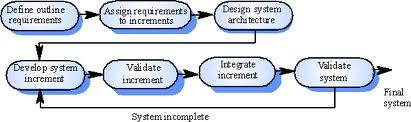 Define outline
requirements
Assign requirements
to increments
Design system
architecture
Develop system
increment
Validate
increment
Integrate
increment
Validate
system
Final
system
System incomplete